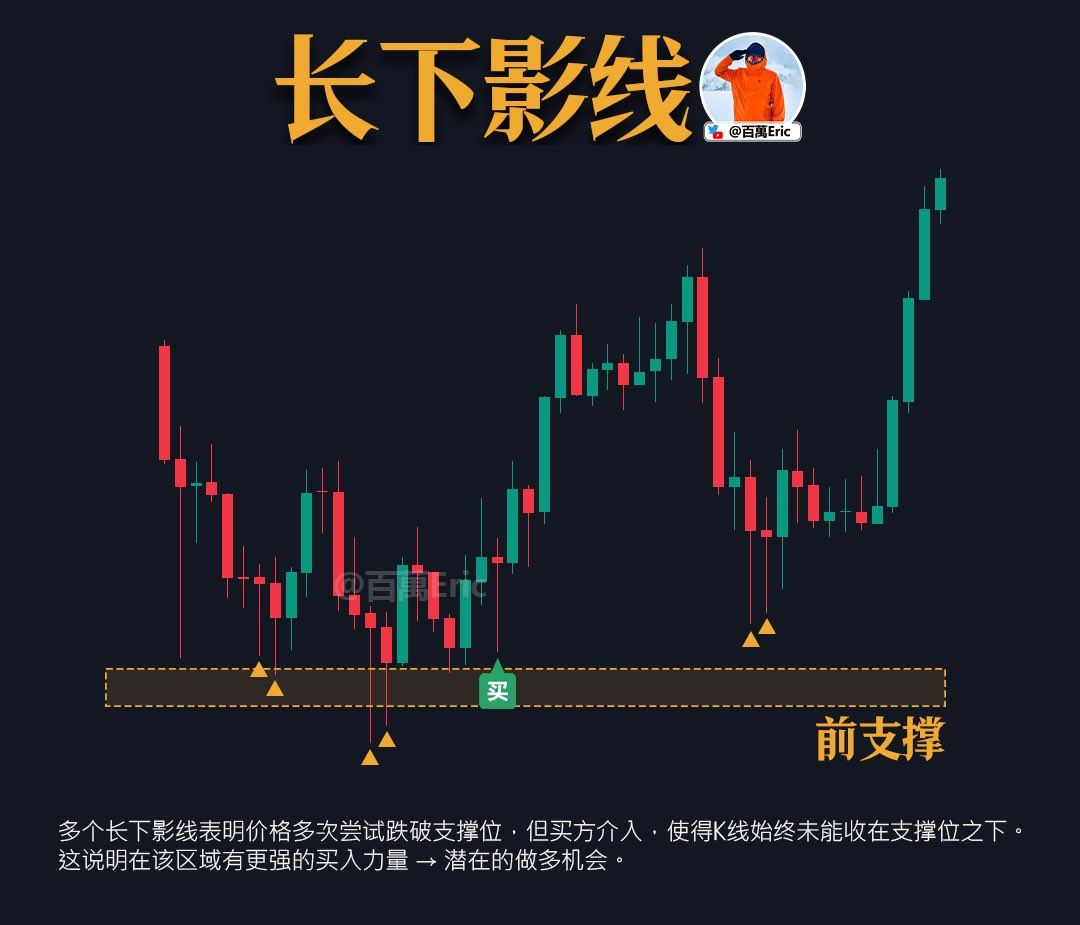 长下影线
@百萬Eric
@百萬Eric
买
前支撑
多个长下影线表明价格多次尝试跌破支撑位，但买方介入，使得K线始终未能收在支撑位之下。
这说明在该区域有更强的买入力量 → 潜在的做多机会。